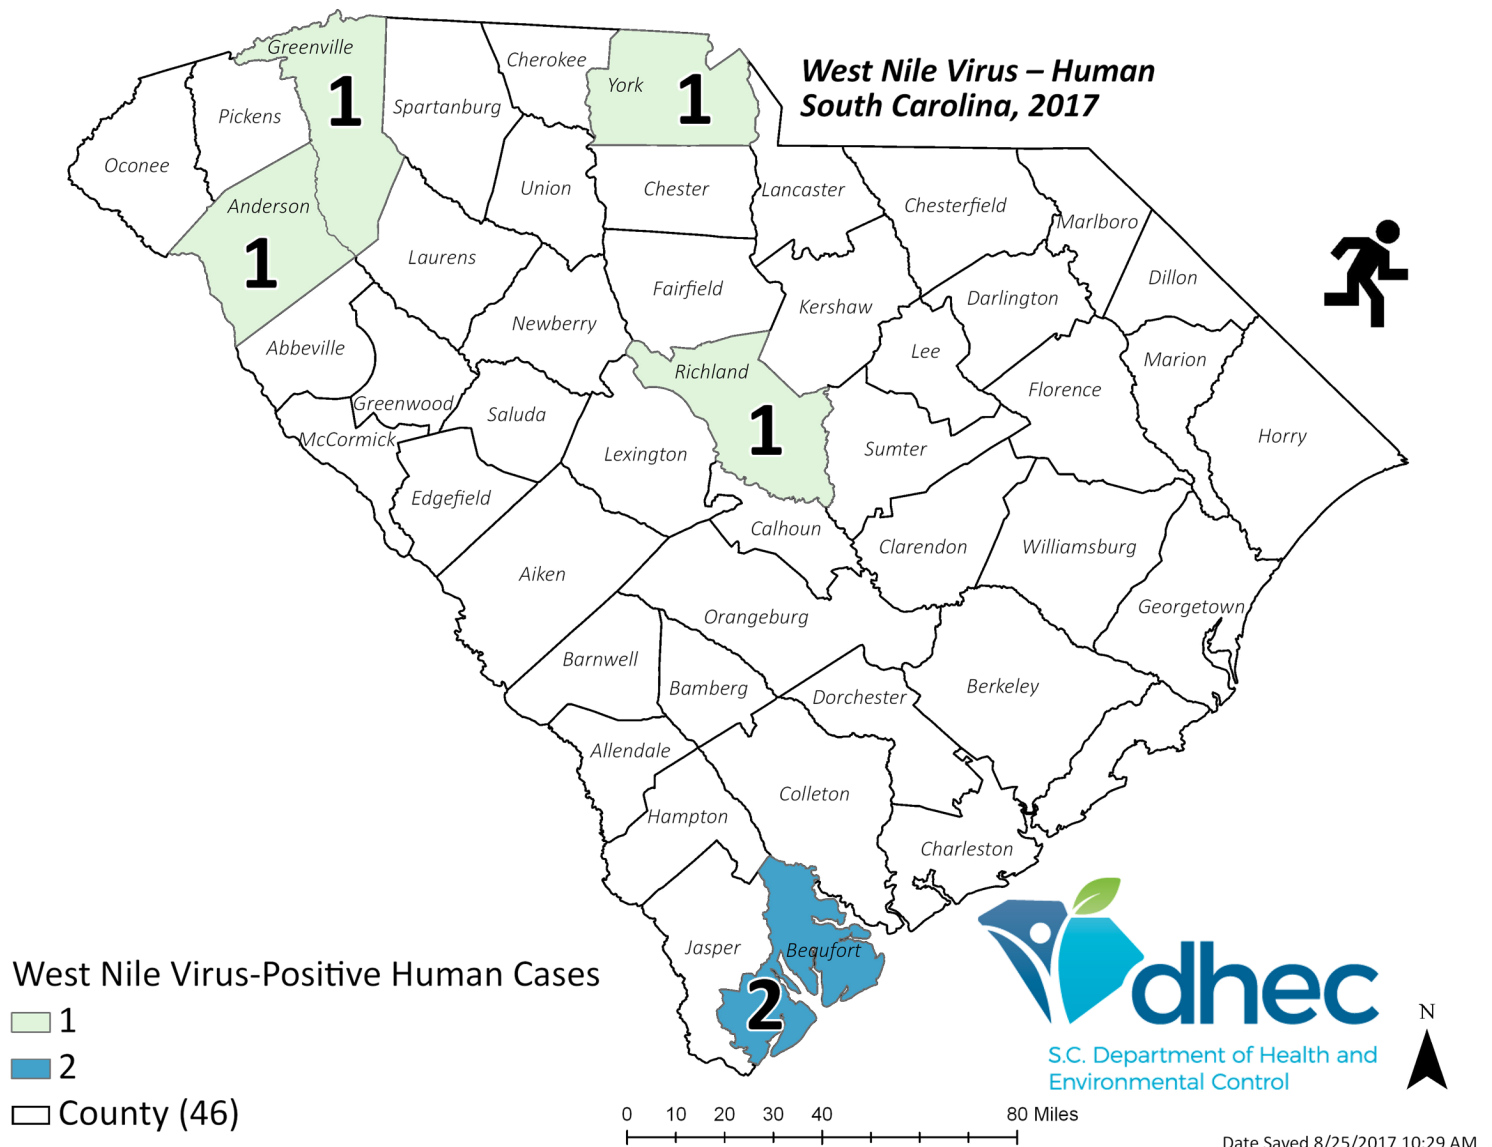 Greenville
1
Cherokee
York
1
West Nile Virus – Human
South Carolina, 2017
Pickens
Spartanburg
Oconee
Union
Chester
Lancaster
Chesterfield
Marlboro
Anderson
1
Laurens
Dillon
Fairfield
Kershaw
Darlington
Newberry
Abbeville
Lee
Marion
Richland
1
Florence
Greenwood
Saluda
McCormick
Lexington
Sumter
Horry
Edgefield
Calhoun
Clarendon
Williamsburg
Aiken
Orangeburg
Georgetown
Barnwell
Bamberg
Dorchester
Berkeley
Allendale
Colleton
Hampton
Charleston
Jasper
Beaufort
2
West Nile Virus-Positive Human Cases
1
2
County (46)
dhec
S.C. Department of Health and
Environmental Control
N
0 10 20 30 40 80 Miles
Date Saved 8/25/2017 10:29 AM